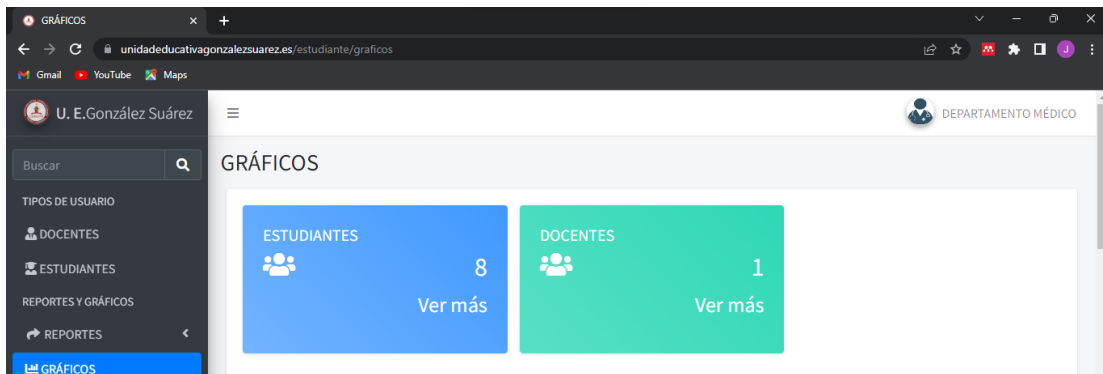 GRÁFICOS
unidadeducativagonzalezsuarez.es/estudiante/graficos
J
Gmail YouTube Maps
U. E.González Suárez
DEPARTAMENTO MÉDICO
Buscar
TIPOS DE USUARIO
DOCENTES
ESTUDIANTES
REPORTES Y GRÁFICOS
REPORTES
GRÁFICOS
GRÁFICOS
ESTUDIANTES
8
Ver más
DOCENTES
1
Ver más